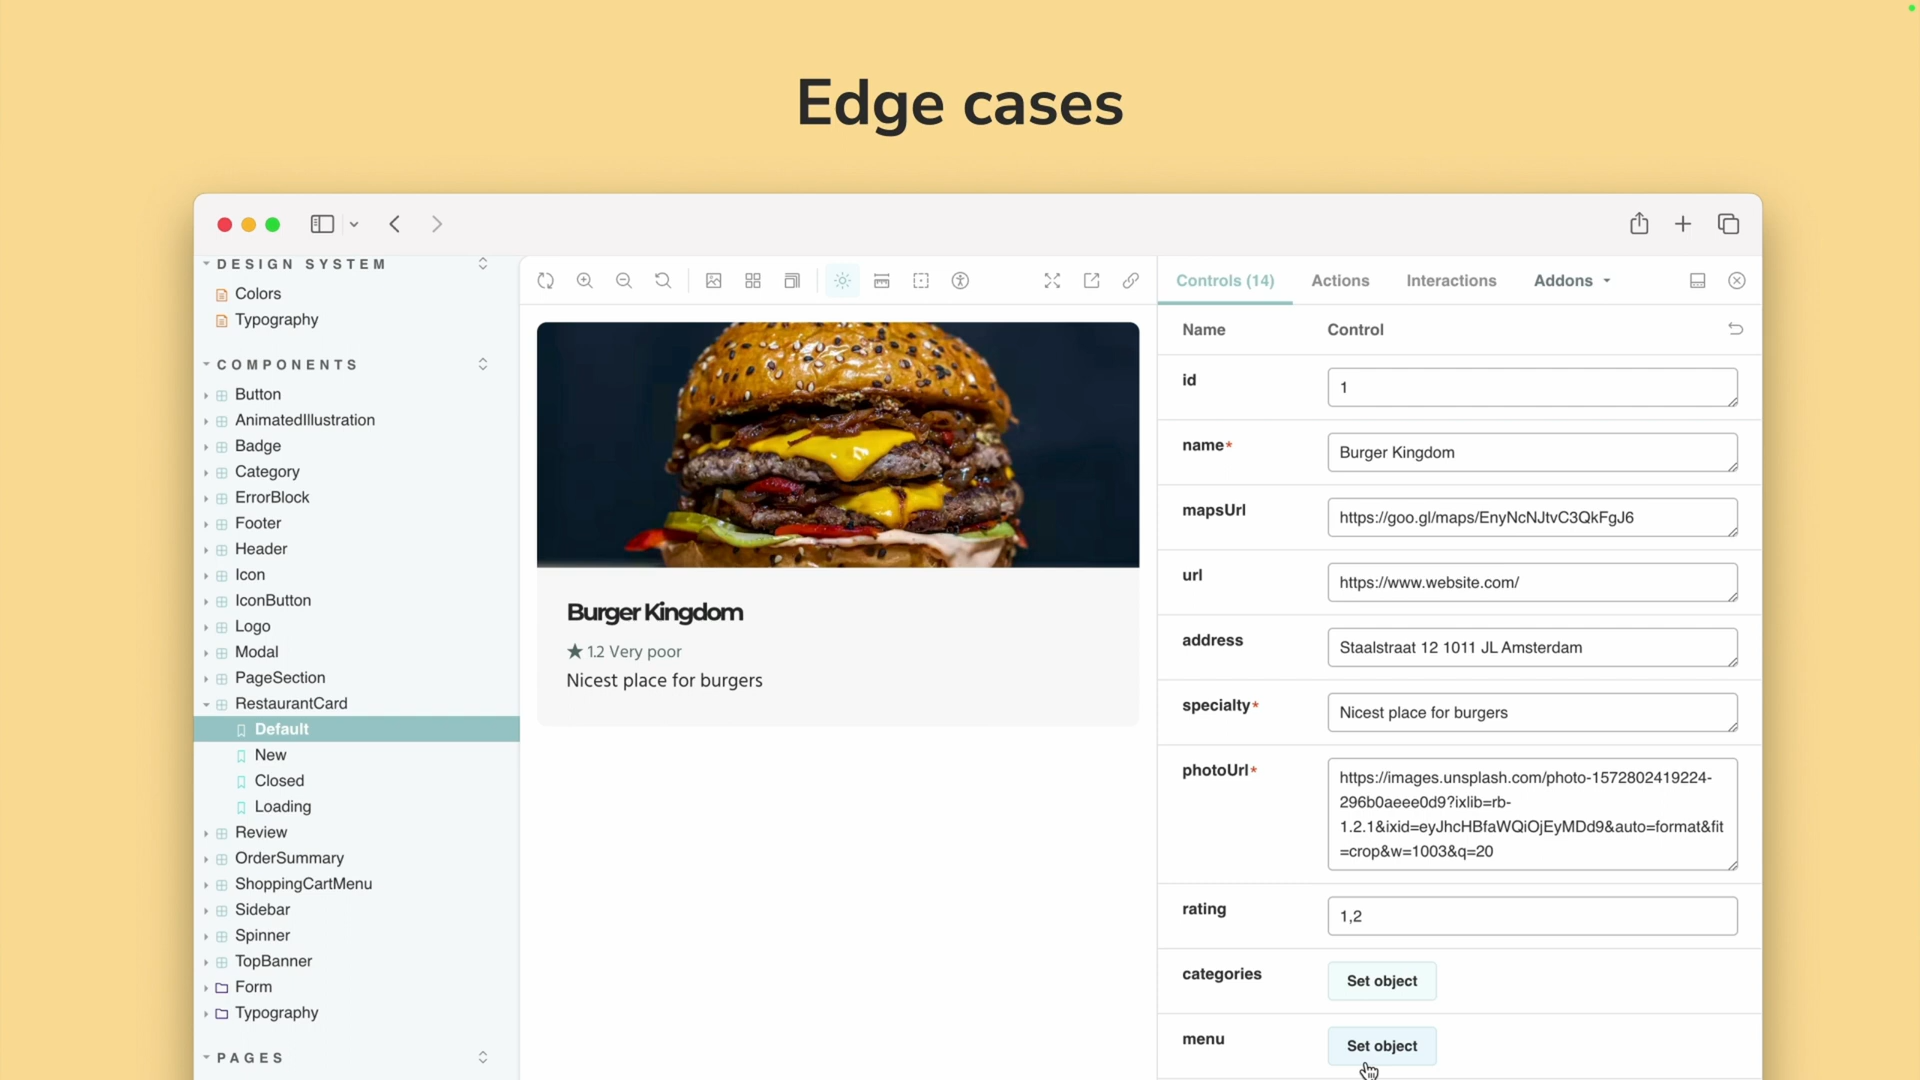 Edge cases
DESIGN SYSTEM
Colors
Typography
COMPONENTS
Button
AnimatedIllustration
Badge
Category
ErrorBlock
Footer
Header
Icon
IconButton
Logo
Modal
PageSection
RestaurantCard
Default
New
Closed
Loading
Review
OrderSummary
ShoppingCartMenu
Sidebar
Spinner
TopBanner
Form
Typography
PAGES
Burger Kingdom
★ 1.2 Very poor
Nicest place for burgers
Controls (14) Actions Interactions Addons
Name Control
id 1
name* Burger Kingdom
mapsUrl https://goo.gl/maps/EnyNcNJtvC3QkFgJ6
url https://www.website.com/
address Staalstraat 12 1011 JL Amsterdam
specialty* Nicest place for burgers
photoUrl* https://images.unsplash.com/photo-1572802419224-
296b0aeee0d9?ixlib=rb-
1.2.1&ixid=eyJhcHBfaWQiOjEyMDd9&auto=format&fit
=crop&w=1003&q=20
rating 1,2
categories Set object
menu Set object